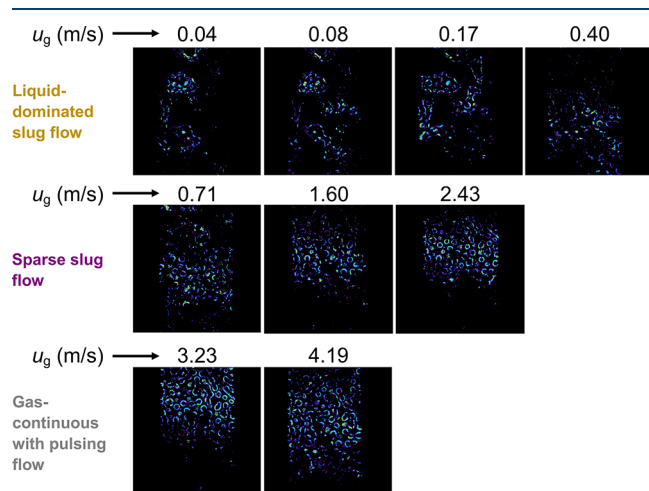 u_g (m/s) 0.04 0.08 0.17 0.40
Liquid-
dominated
slug flow
u_g (m/s) 0.71 1.60 2.43
Sparse slug
flow
u_g (m/s) 3.23 4.19
Gas-
continuous
with pulsing
flow